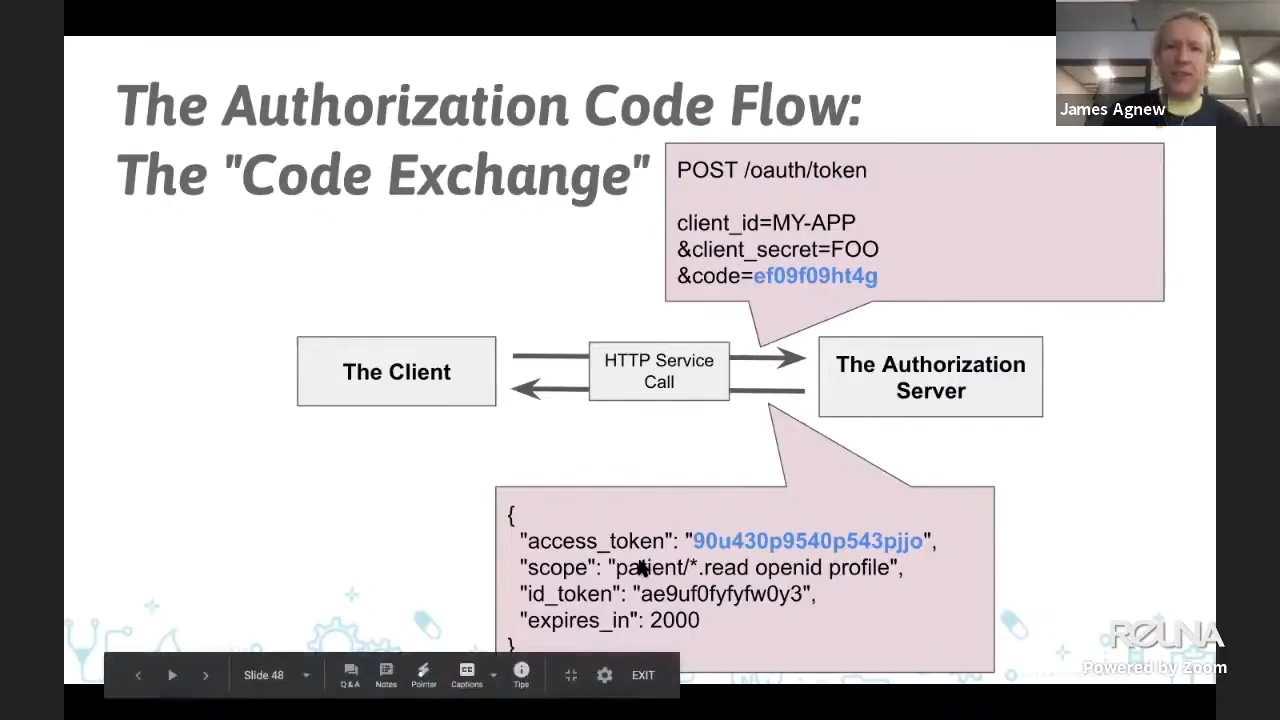 The Authorization Code Flow:
The "Code Exchange"
James Agnew
POST /oauth/token
client_id=MY-APP
&client_secret=FOO
&code=ef09f09ht4g
The Client
HTTP Service
Call
The Authorization
Server
{
"access_token": "90u430p9540p543pjjo",
"scope": "patient/*.read openid profile",
"id_token": "ae9uf0fyfyfw0y3",
"expires_in": 2000
}
RELINA
Powered by Zoom
Slide 48
Q&A
Notes
Pointer
Captions
Tips
EXIT